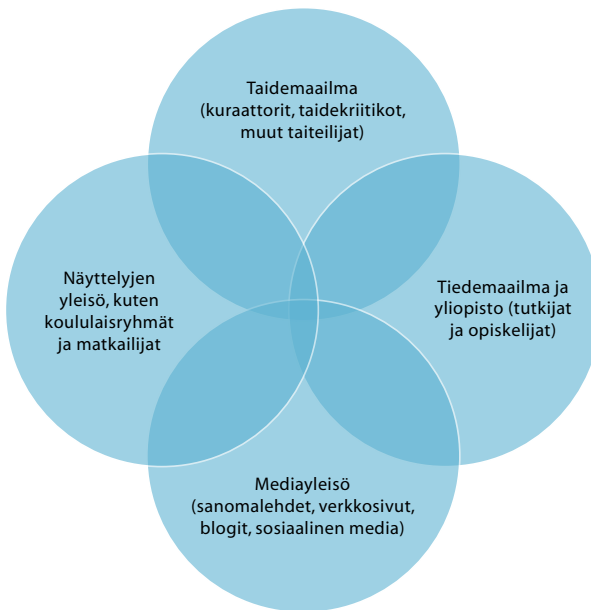 Taidemaailma
(kuraattorit, taidekriitikot,
muut taiteilijat)
Näyttelyjen
yleisö, kuten
koululaisryhmät
ja matkailijat
Tiedemaailma ja
yliopisto (tutkijat
ja opiskelijat)
Mediayleisö
(sanomalehdet, verkkosivut,
blogit, sosiaalinen media)